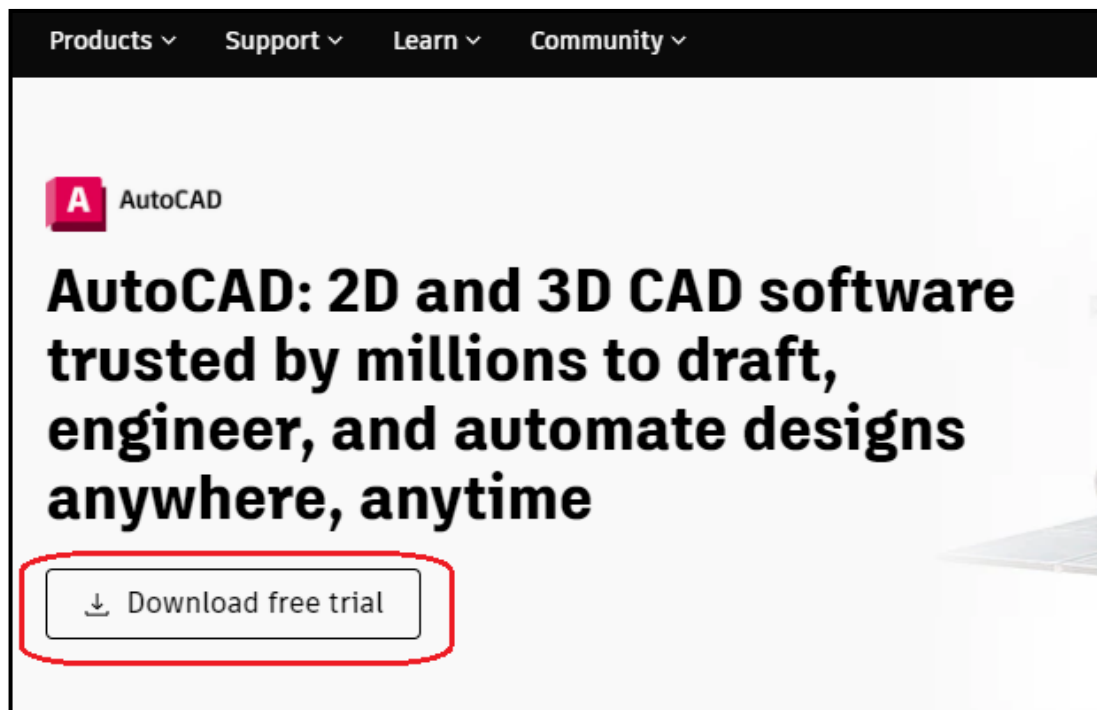 Products Support Learn Community
A AutoCAD
AutoCAD: 2D and 3D CAD software
trusted by millions to draft,
engineer, and automate designs
anywhere, anytime
Download free trial